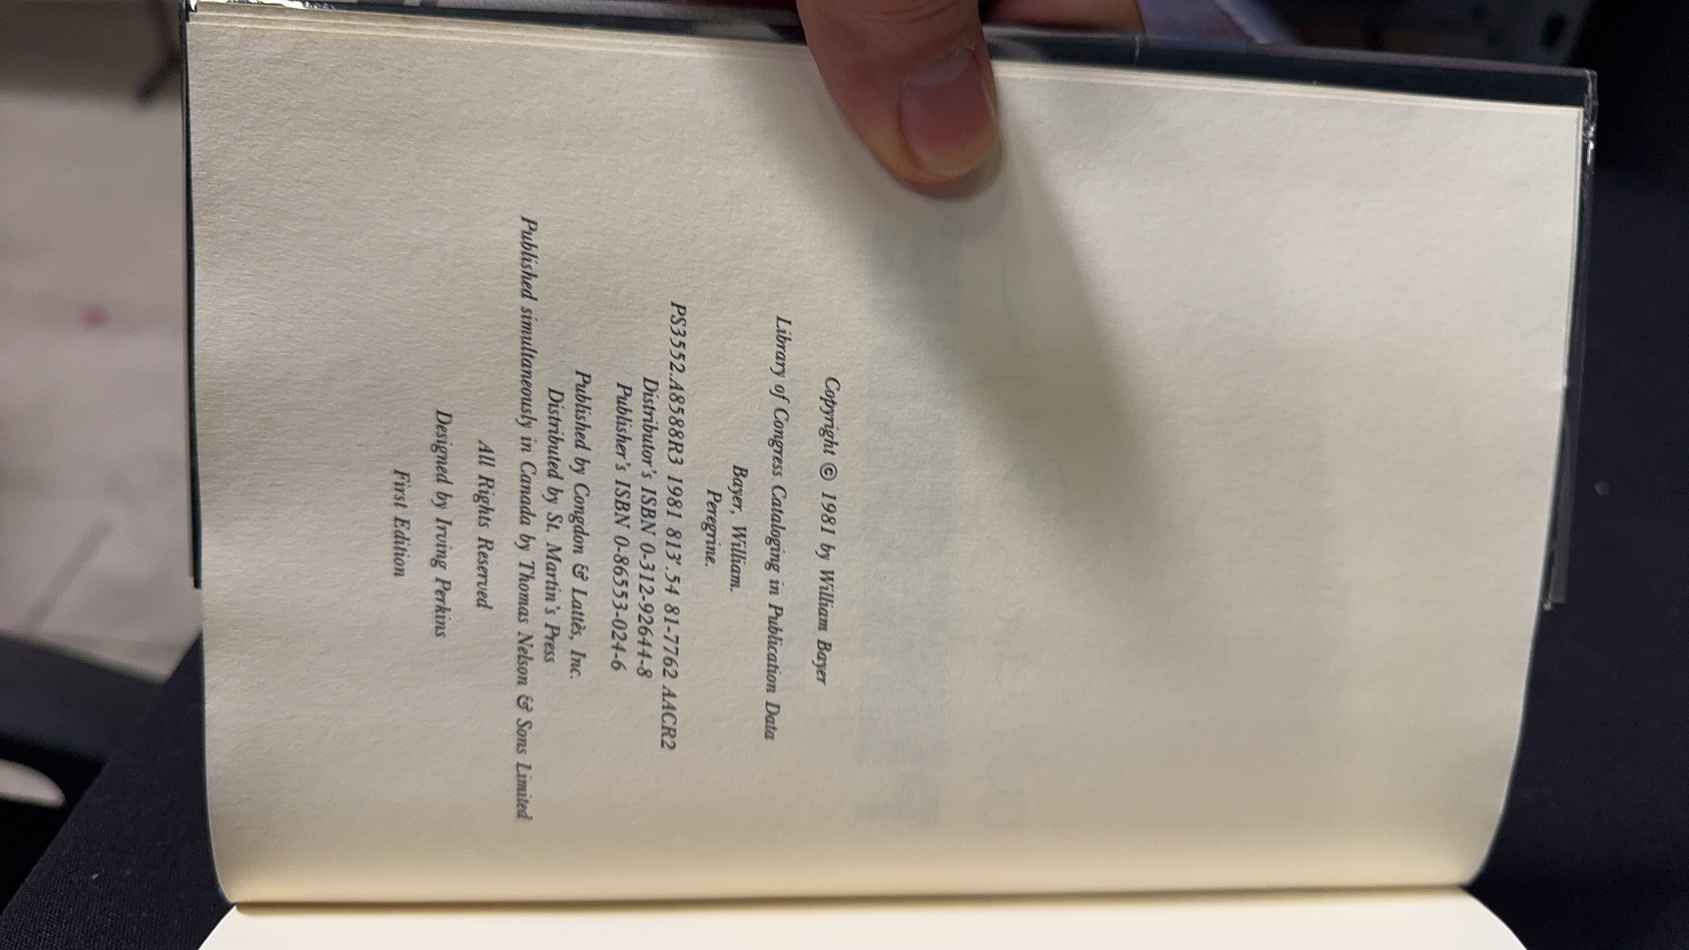 Copyright © 1981 by William Bayer
Library of Congress Cataloging in Publication Data
Bayer, William.
Peregrine.
PS3552.A8588R3 1981 813'.54 81-7762 AACR2
Distributor's ISBN 0-312-92644-8
Publisher's ISBN 0-86553-024-6
Published by Congdon & Lattès, Inc.
Distributed by St. Martin's Press
Published simultaneously in Canada by Thomas Nelson & Sons Limited
All Rights Reserved
Designed by Irving Perkins
First Edition